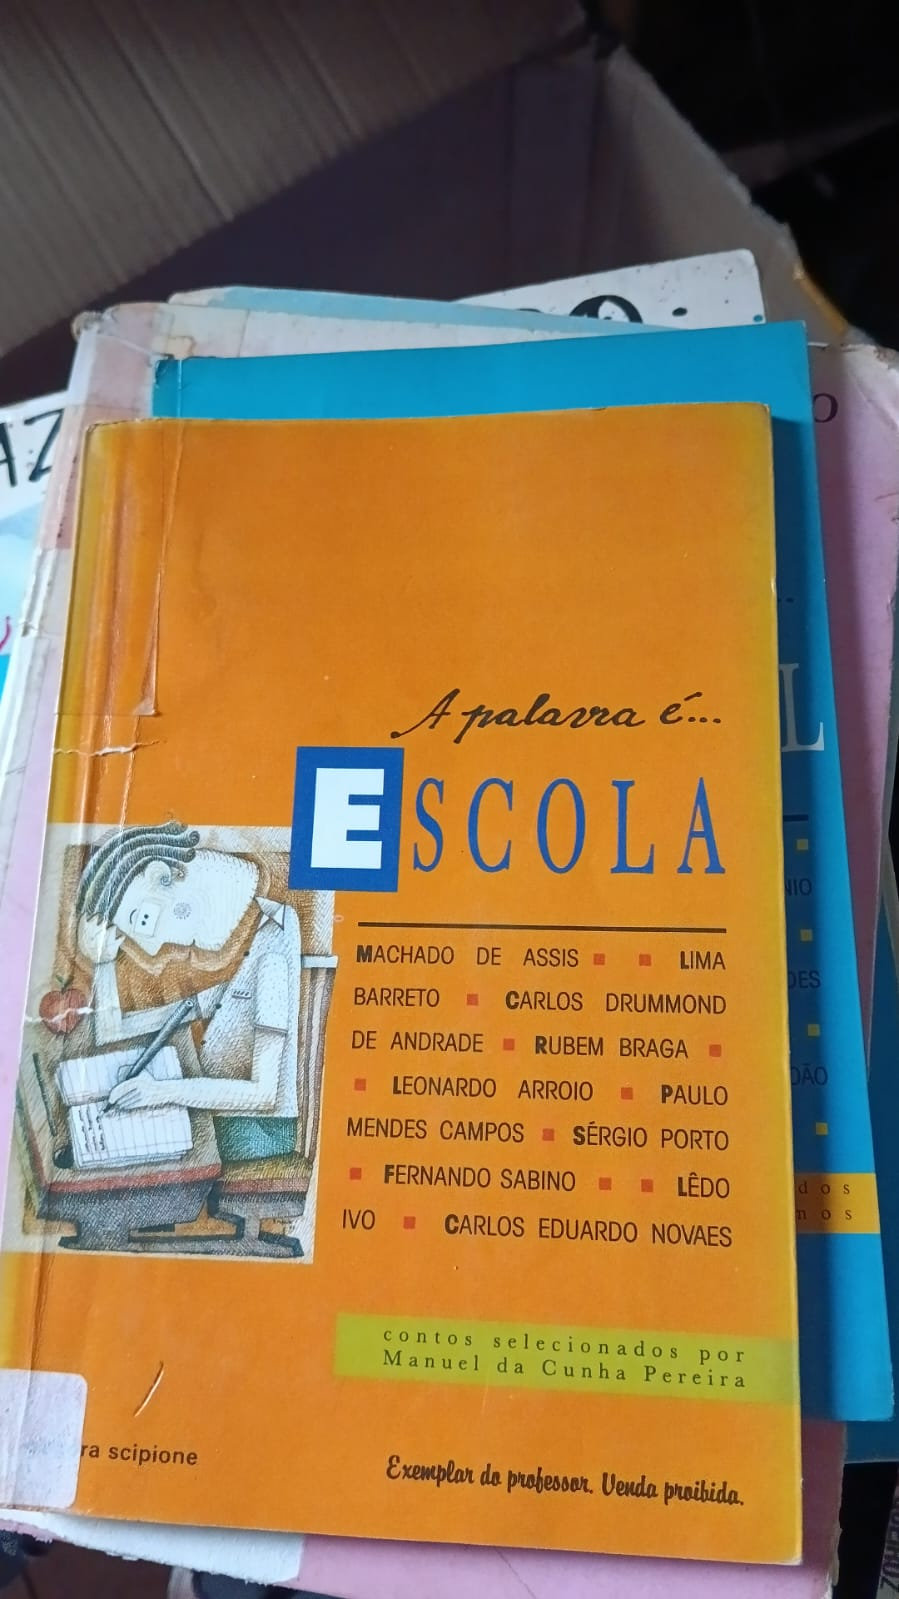 A palavra é...
ESCOLA
MACHADO DE ASSIS ▪ ▪ LIMA
BARRETO ▪ CARLOS DRUMMOND
DE ANDRADE ▪ RUBEM BRAGA ▪
▪ LEONARDO ARROIO ▪ PAULO
MENDES CAMPOS ▪ SÉRGIO PORTO
▪ FERNANDO SABINO ▪ ▪ LÊDO
IVO ▪ CARLOS EDUARDO NOVAES
contos selecionados por
Manuel da Cunha Pereira
ra scipione
Exemplar do professor. Venda proibida.